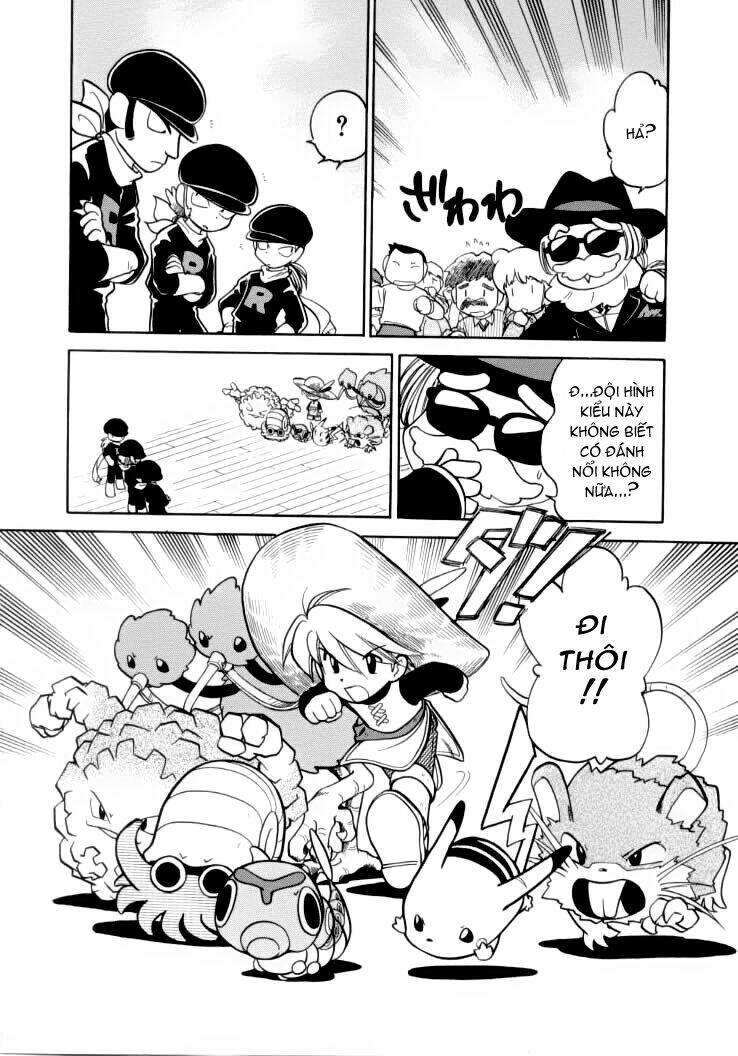 HẢ?
ざわわ
?
R
R
R
Đ...ĐỘI HÌNH
KIỂU NÀY
KHÔNG BIẾT
CÓ ĐÁNH
NỔI KHÔNG
NỮA...?
ĐI
THÔI
!!